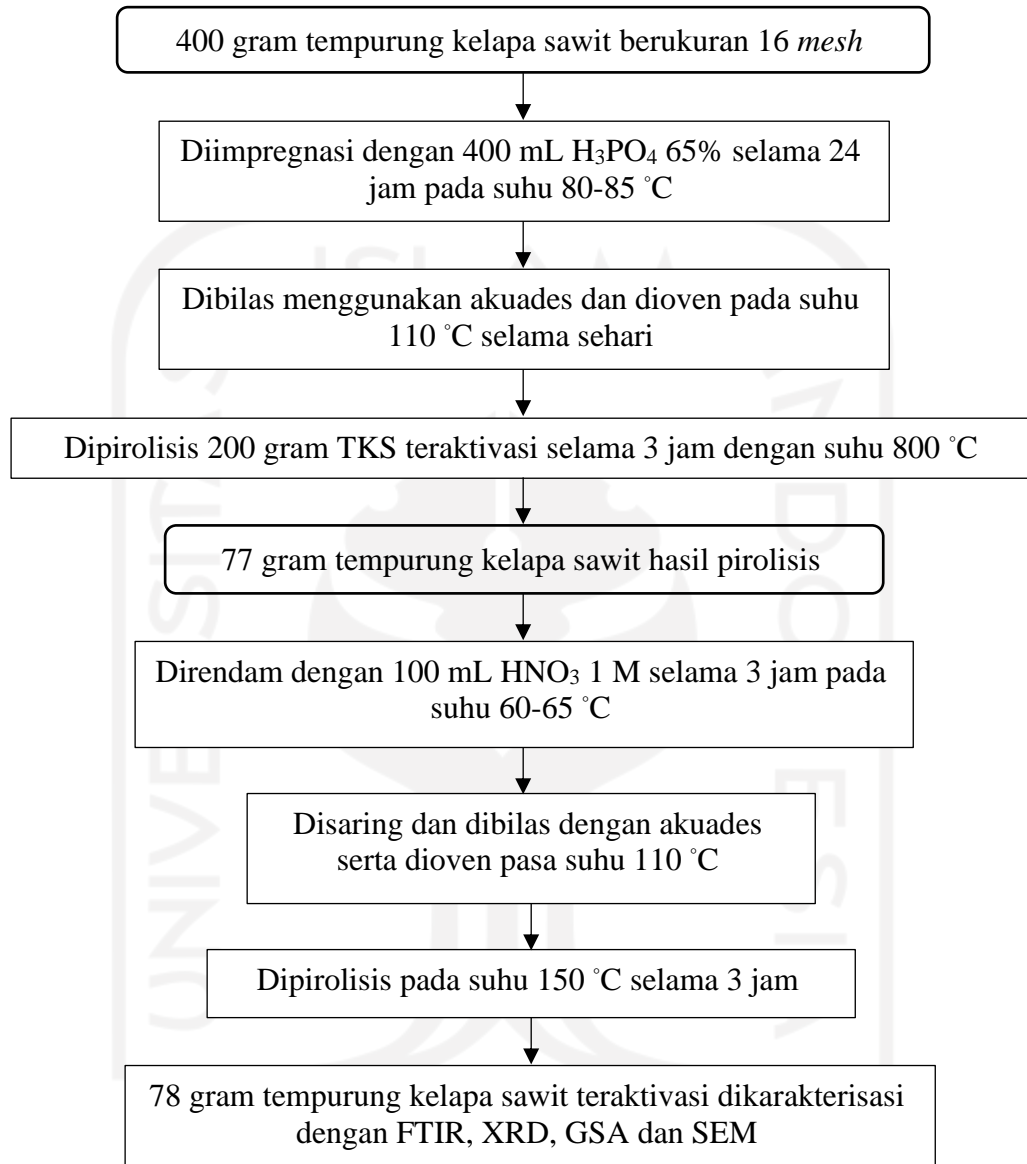 400 gram tempurung kelapa sawit berukuran 16 mesh
Diimpregnasi dengan 400 mL H₃PO₄ 65% selama 24
jam pada suhu 80-85 °C
Dibilas menggunakan akuades dan dioven pada suhu
110 °C selama sehari
Dipirolisis 200 gram TKS teraktivasi selama 3 jam dengan suhu 800 °C
77 gram tempurung kelapa sawit hasil pirolisis
Direndam dengan 100 mL HNO₃ 1 M selama 3 jam pada
suhu 60-65 °C
Disaring dan dibilas dengan akuades
serta dioven pasa suhu 110 °C
Dipirolisis pada suhu 150 °C selama 3 jam
78 gram tempurung kelapa sawit teraktivasi dikarakterisasi
dengan FTIR, XRD, GSA dan SEM